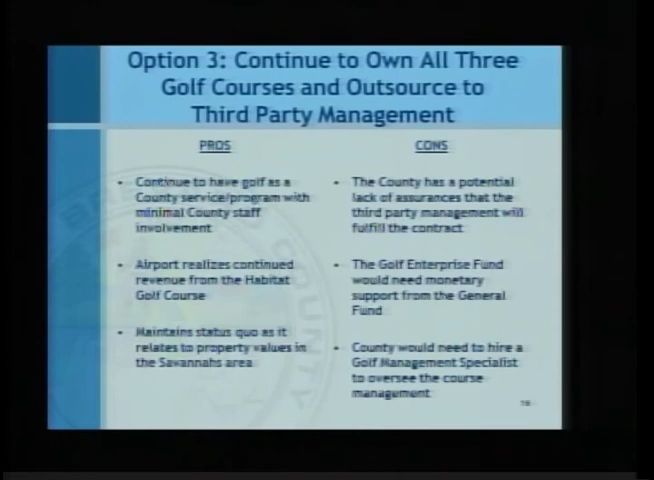 Option 3: Continue to Own All Three
Golf Courses and Outsource to
Third Party Management
PROS
• Continue to have golf as a
County service/program with
minimal County staff
involvement
• Airport realizes continued
revenue from the Habitat
Golf Course
• Maintains status quo as it
relates to property values in
the Savannahs area
CONS
• The County has a potential
lack of assurances that the
third party management will
fulfill the contract
• The Golf Enterprise Fund
would need monetary
support from the General
Fund
• County would need to hire a
Golf Management Specialist
to oversee the course
management